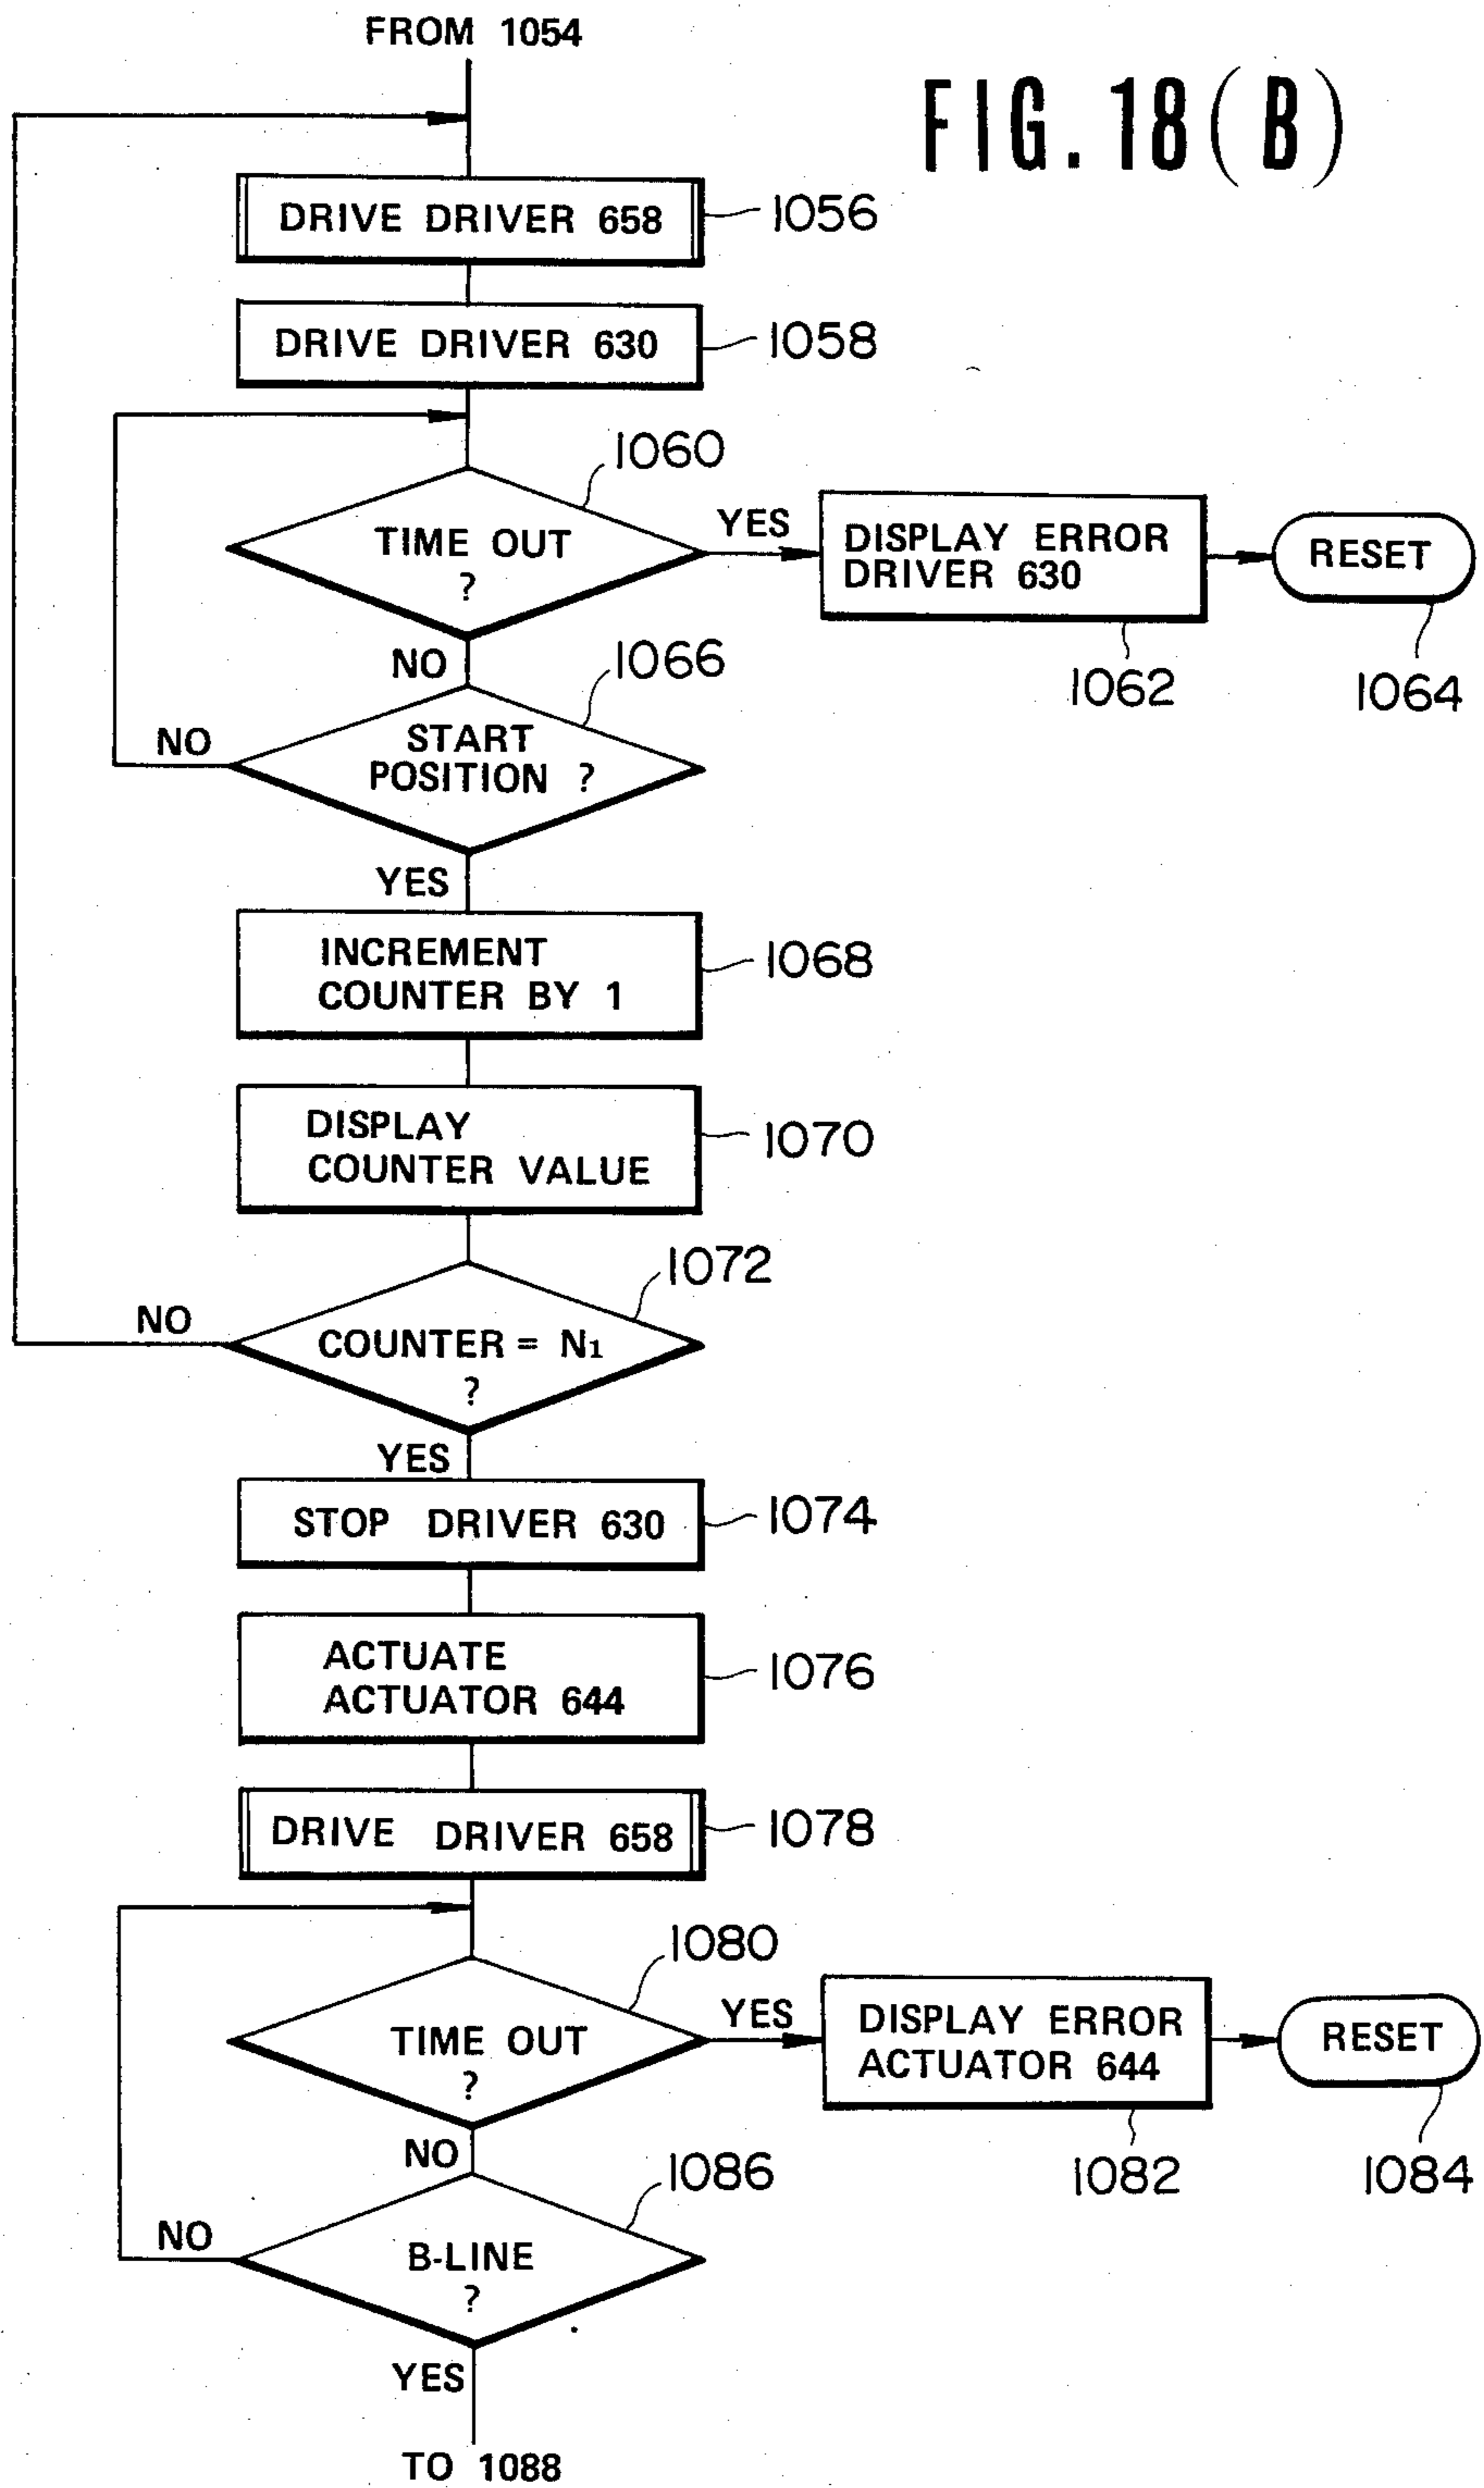 FROM 1054
FIG. 18(B)
DRIVE DRIVER 658
1056
DRIVE DRIVER 630
1058
1060
TIME OUT
?
YES
DISPLAY ERROR
DRIVER 630
RESET
1062
1064
NO
1066
START
POSITION ?
NO
YES
INCREMENT
COUNTER BY 1
1068
DISPLAY
COUNTER VALUE
1070
1072
NO
COUNTER = N1
?
YES
STOP DRIVER 630
1074
ACTUATE
ACTUATOR 644
1076
DRIVE DRIVER 658
1078
1080
TIME OUT
?
YES
DISPLAY ERROR
ACTUATOR 644
RESET
1082
1084
NO
1086
NO
B-LINE
?
YES
TO 1088